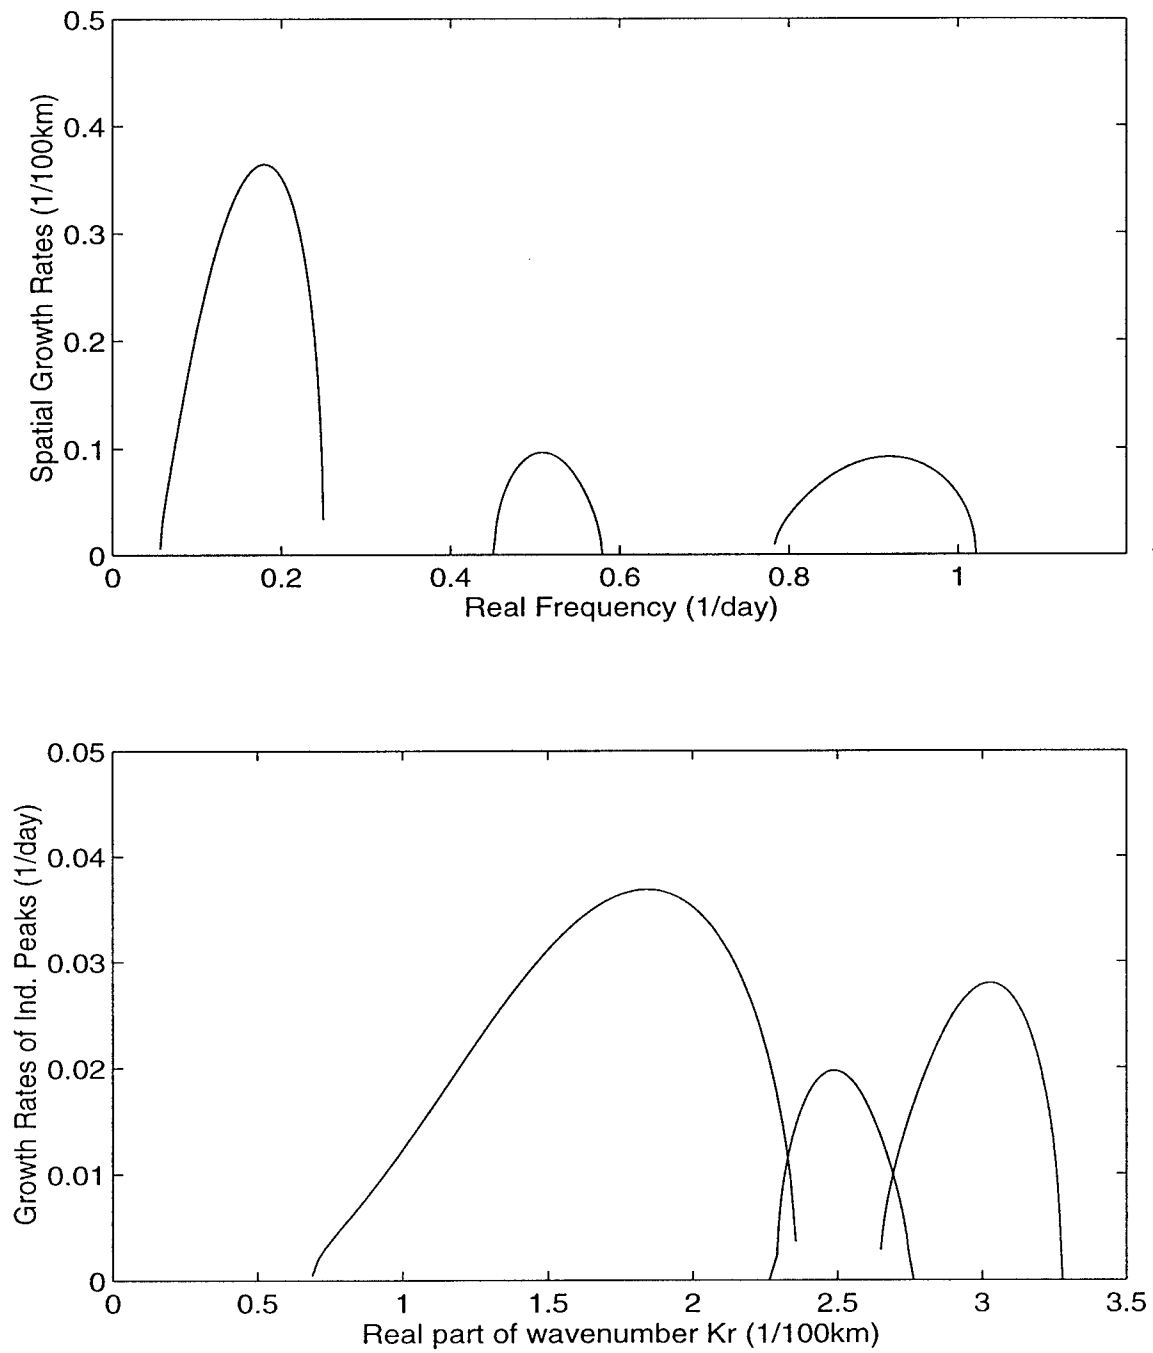 Spatial Growth Rates (1/100km)
0.5
0.4
0.3
0.2
0.1
0
0 0.2 0.4 0.6 0.8 1
Real Frequency (1/day)
Growth Rates of Ind. Peaks (1/day)
0.05
0.04
0.03
0.02
0.01
0
0 0.5 1 1.5 2 2.5 3 3.5
Real part of wavenumber Kr (1/100km)